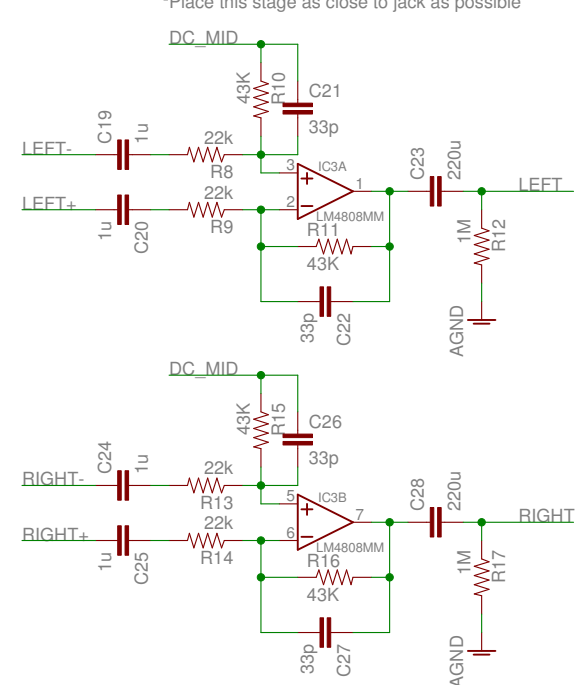 *Place this stage as close to jack as possible
DC_MID
43K
R10
C21
33p
C19
1u
LEFT-
22k
R8
3
IC3A
C23
220u
LEFT
LEFT+
22k
R9
1u
C20
2
1
LM4808MM
R11
43K
1M
R12
33p
C22
AGND
DC_MID
43K
R15
C26
33p
C24
1u
RIGHT-
22k
R13
5
IC3B
C28
220u
RIGHT
RIGHT+
22k
R14
1u
C25
6
7
LM4808MM
R16
43K
1M
R17
33p
C27
AGND